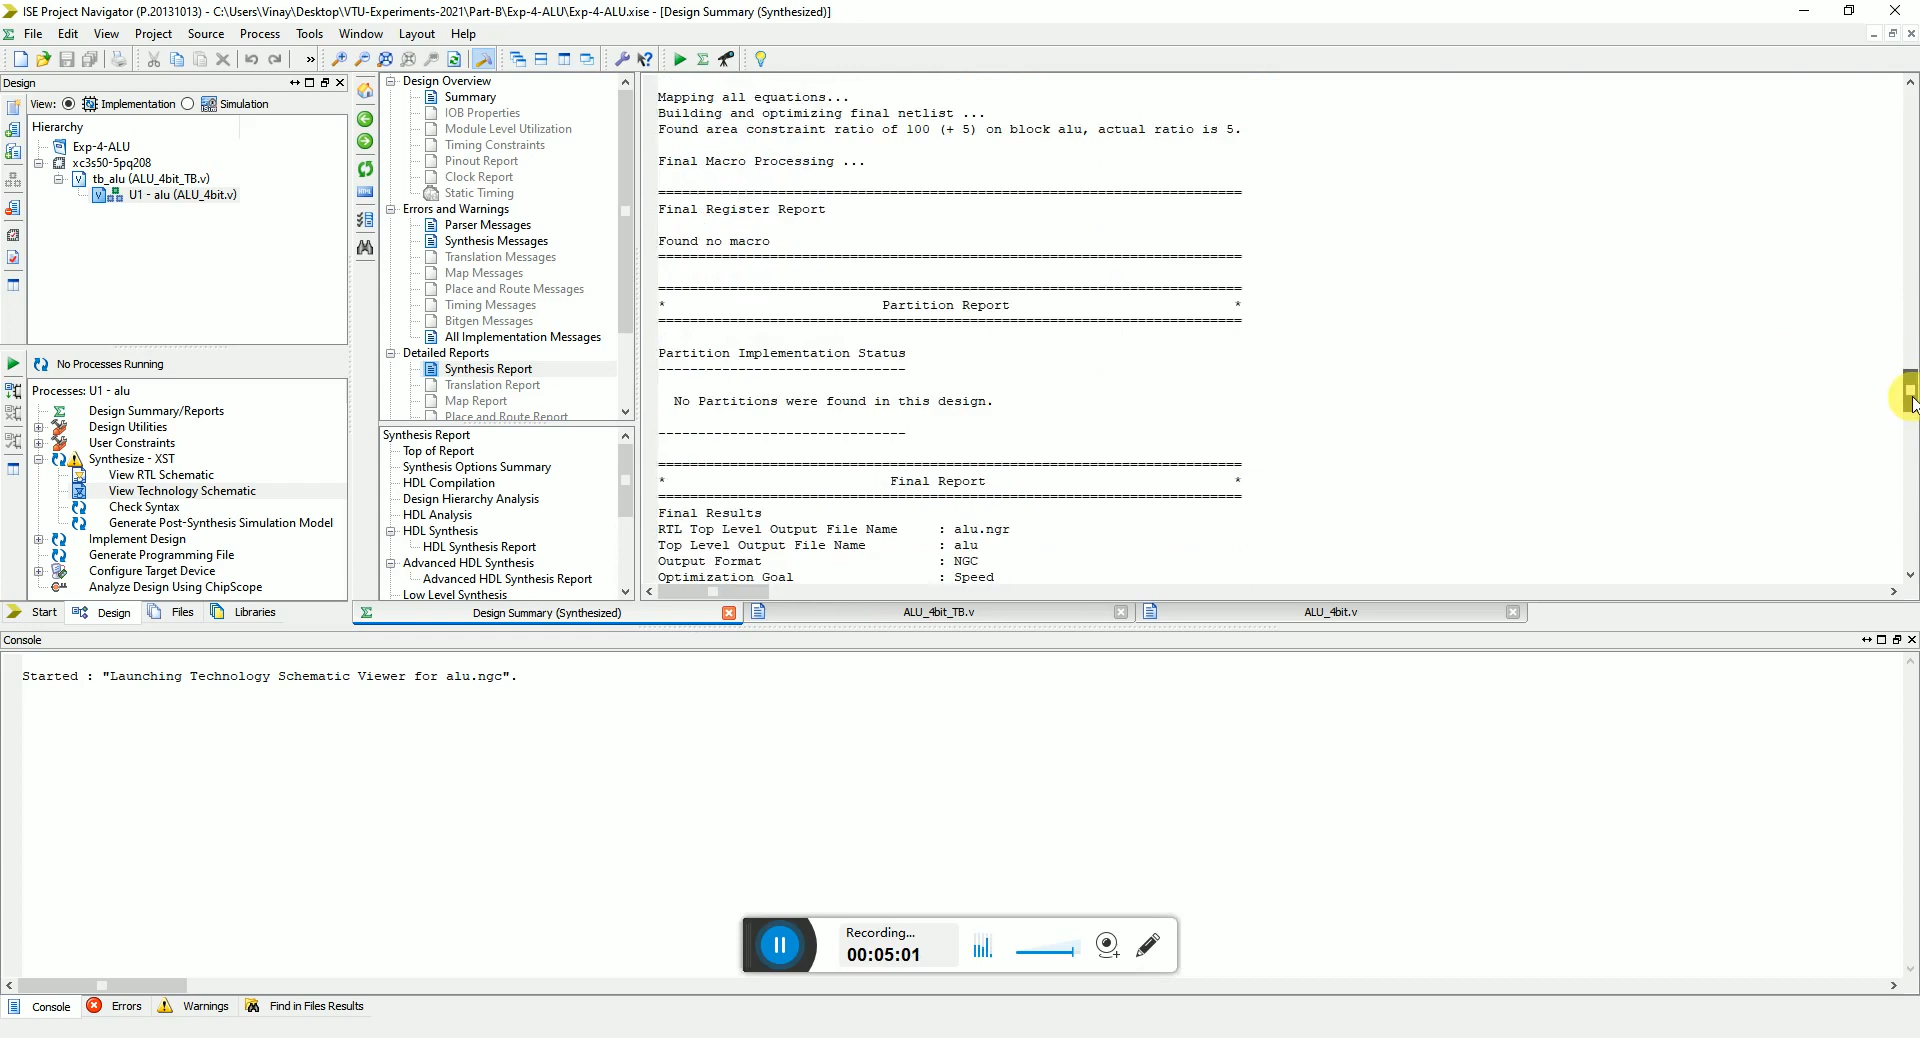 ISE Project Navigator (P.20131013) - C:\Users\Vinay\Desktop\VTU-Experiments-2021\Part-B\Exp-4-ALU\Exp-4-ALU.xise - [Design Summary (Synthesized)]
File Edit View Project Source Process Tools Window Layout Help
»
Design
View: Implementation Simulation
Hierarchy
Exp-4-ALU
xc3s50-5pq208
tb_alu (ALU_4bit_TB.v)
U1 - alu (ALU_4bit.v)
No Processes Running
Processes: U1 - alu
Design Summary/Reports
Design Utilities
User Constraints
Synthesize - XST
View RTL Schematic
View Technology Schematic
Check Syntax
Generate Post-Synthesis Simulation Model
Implement Design
Generate Programming File
Configure Target Device
Analyze Design Using ChipScope
Start Design Files Libraries
Design Overview
Summary
IOB Properties
Module Level Utilization
Timing Constraints
Pinout Report
Clock Report
Static Timing
Errors and Warnings
Parser Messages
Synthesis Messages
Translation Messages
Map Messages
Place and Route Messages
Timing Messages
Bitgen Messages
All Implementation Messages
Detailed Reports
Synthesis Report
Translation Report
Map Report
Place and Route Report
Synthesis Report
Top of Report
Synthesis Options Summary
HDL Compilation
Design Hierarchy Analysis
HDL Analysis
HDL Synthesis
HDL Synthesis Report
Advanced HDL Synthesis
Advanced HDL Synthesis Report
Low Level Synthesis
Mapping all equations...
Building and optimizing final netlist ...
Found area constraint ratio of 100 (+ 5) on block alu, actual ratio is 5.
Final Macro Processing ...
=========================================================================
Final Register Report
Found no macro
=========================================================================
=========================================================================
* Partition Report *
=========================================================================
Partition Implementation Status
-------------------------------
No Partitions were found in this design.
-------------------------------
=========================================================================
* Final Report *
=========================================================================
Final Results
RTL Top Level Output File Name : alu.ngr
Top Level Output File Name : alu
Output Format : NGC
Optimization Goal : Speed
Design Summary (Synthesized) ALU_4bit_TB.v ALU_4bit.v
Console
Started : "Launching Technology Schematic Viewer for alu.ngc".
Recording...
00:05:01
Console Errors Warnings Find in Files Results